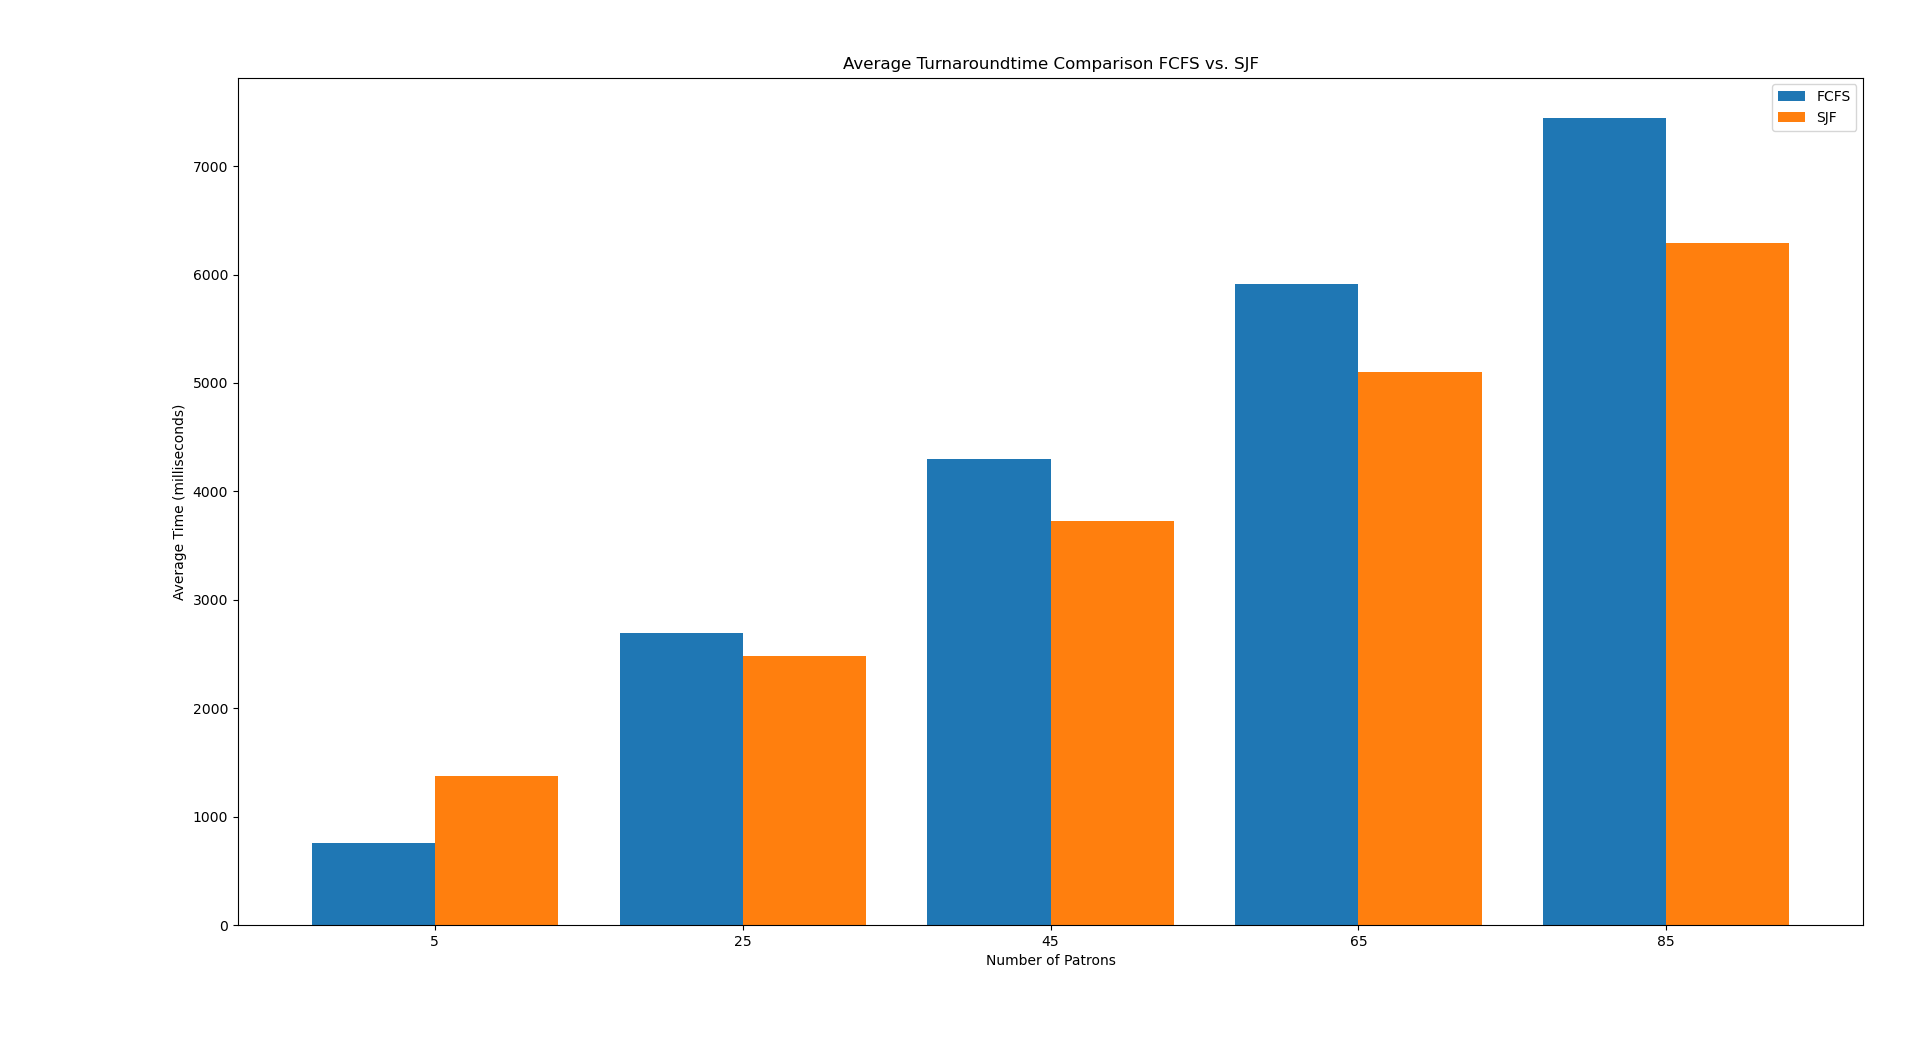 Average Turnaroundtime Comparison FCFS vs. SJF
FCFS
SJF
7000
6000
5000
4000
3000
2000
1000
0
Average Time (milliseconds)
5 25 45 65 85
Number of Patrons